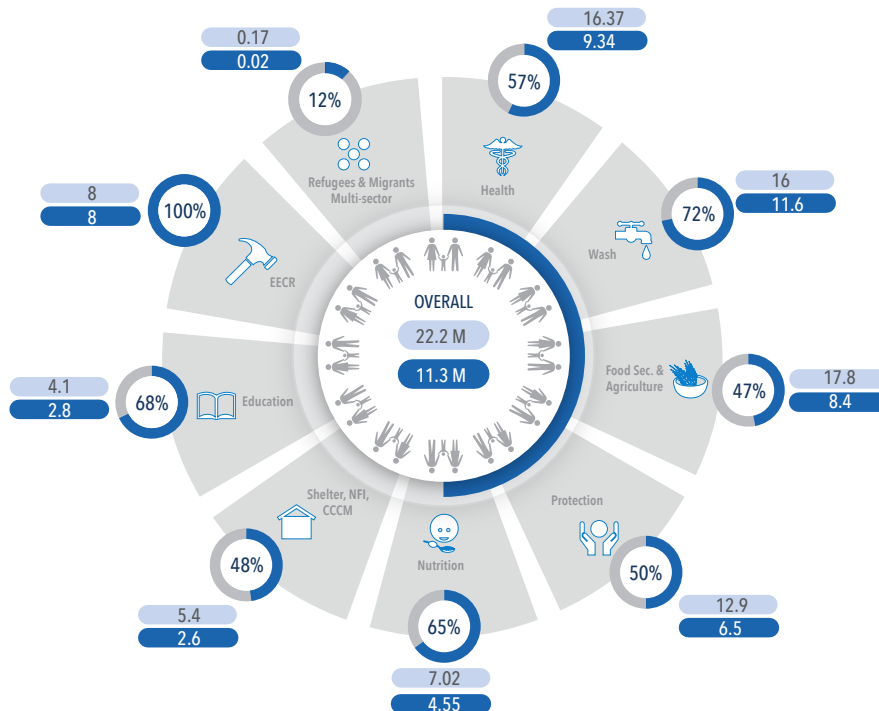 16.37
9.34
57%
Health
16
11.6
72%
Wash
17.8
8.4
47%
Food Sec. &
Agriculture
12.9
6.5
50%
Protection
Nutrition
65%
7.02
4.55
Shelter, NFI,
CCCM
48%
5.4
2.6
Education
68%
4.1
2.8
EECR
100%
8
8
0.17
0.02
12%
Refugees & Migrants
Multi-sector
OVERALL
22.2 M
11.3 M